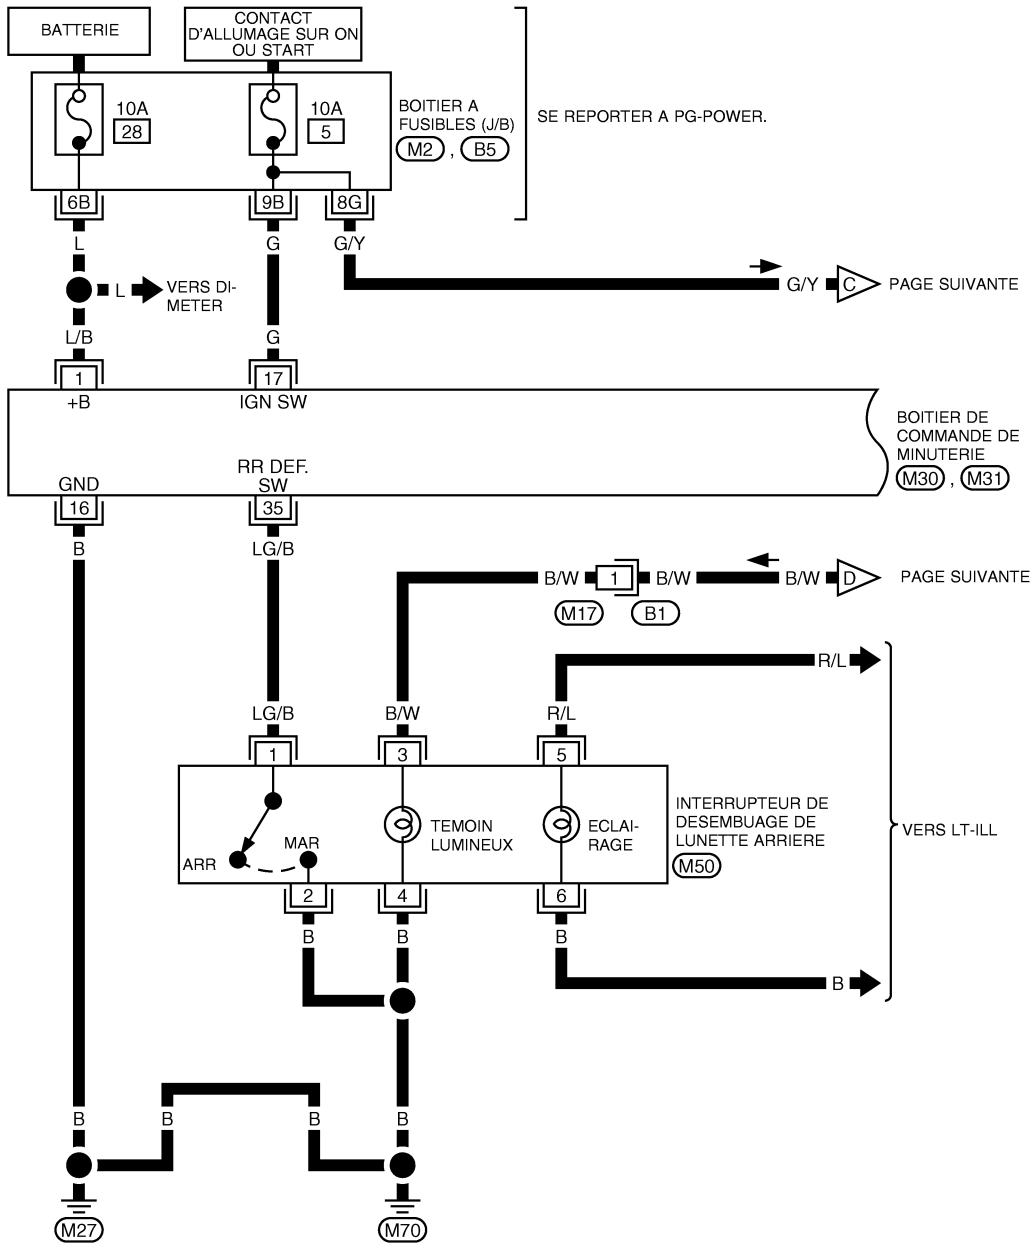 BATTERIE
CONTACT
D'ALLUMAGE SUR ON
OU START
10A
28
10A
5
BOITIER A
FUSIBLES (J/B)
M2 , B5
SE REPORTER A PG-POWER.
6B
9B
8G
L
G
G/Y
L
VERS DI-
METER
G/Y
C
PAGE SUIVANTE
L/B
G
1
17
+B
IGN SW
BOITIER DE
COMMANDE DE
MINUTERIE
M30 , M31
GND
RR DEF.
SW
16
35
B
LG/B
B/W
1
B/W
B/W
D
PAGE SUIVANTE
M17
B1
R/L
LG/B
B/W
R/L
1
3
5
INTERRUPTEUR DE
DESEMBUAGE DE
LUNETTE ARRIERE
M50
TEMOIN
LUMINEUX
ECLAI-
RAGE
VERS LT-ILL
ARR
MAR
2
4
6
B
B
B
B
B
B
B
B
M27
M70